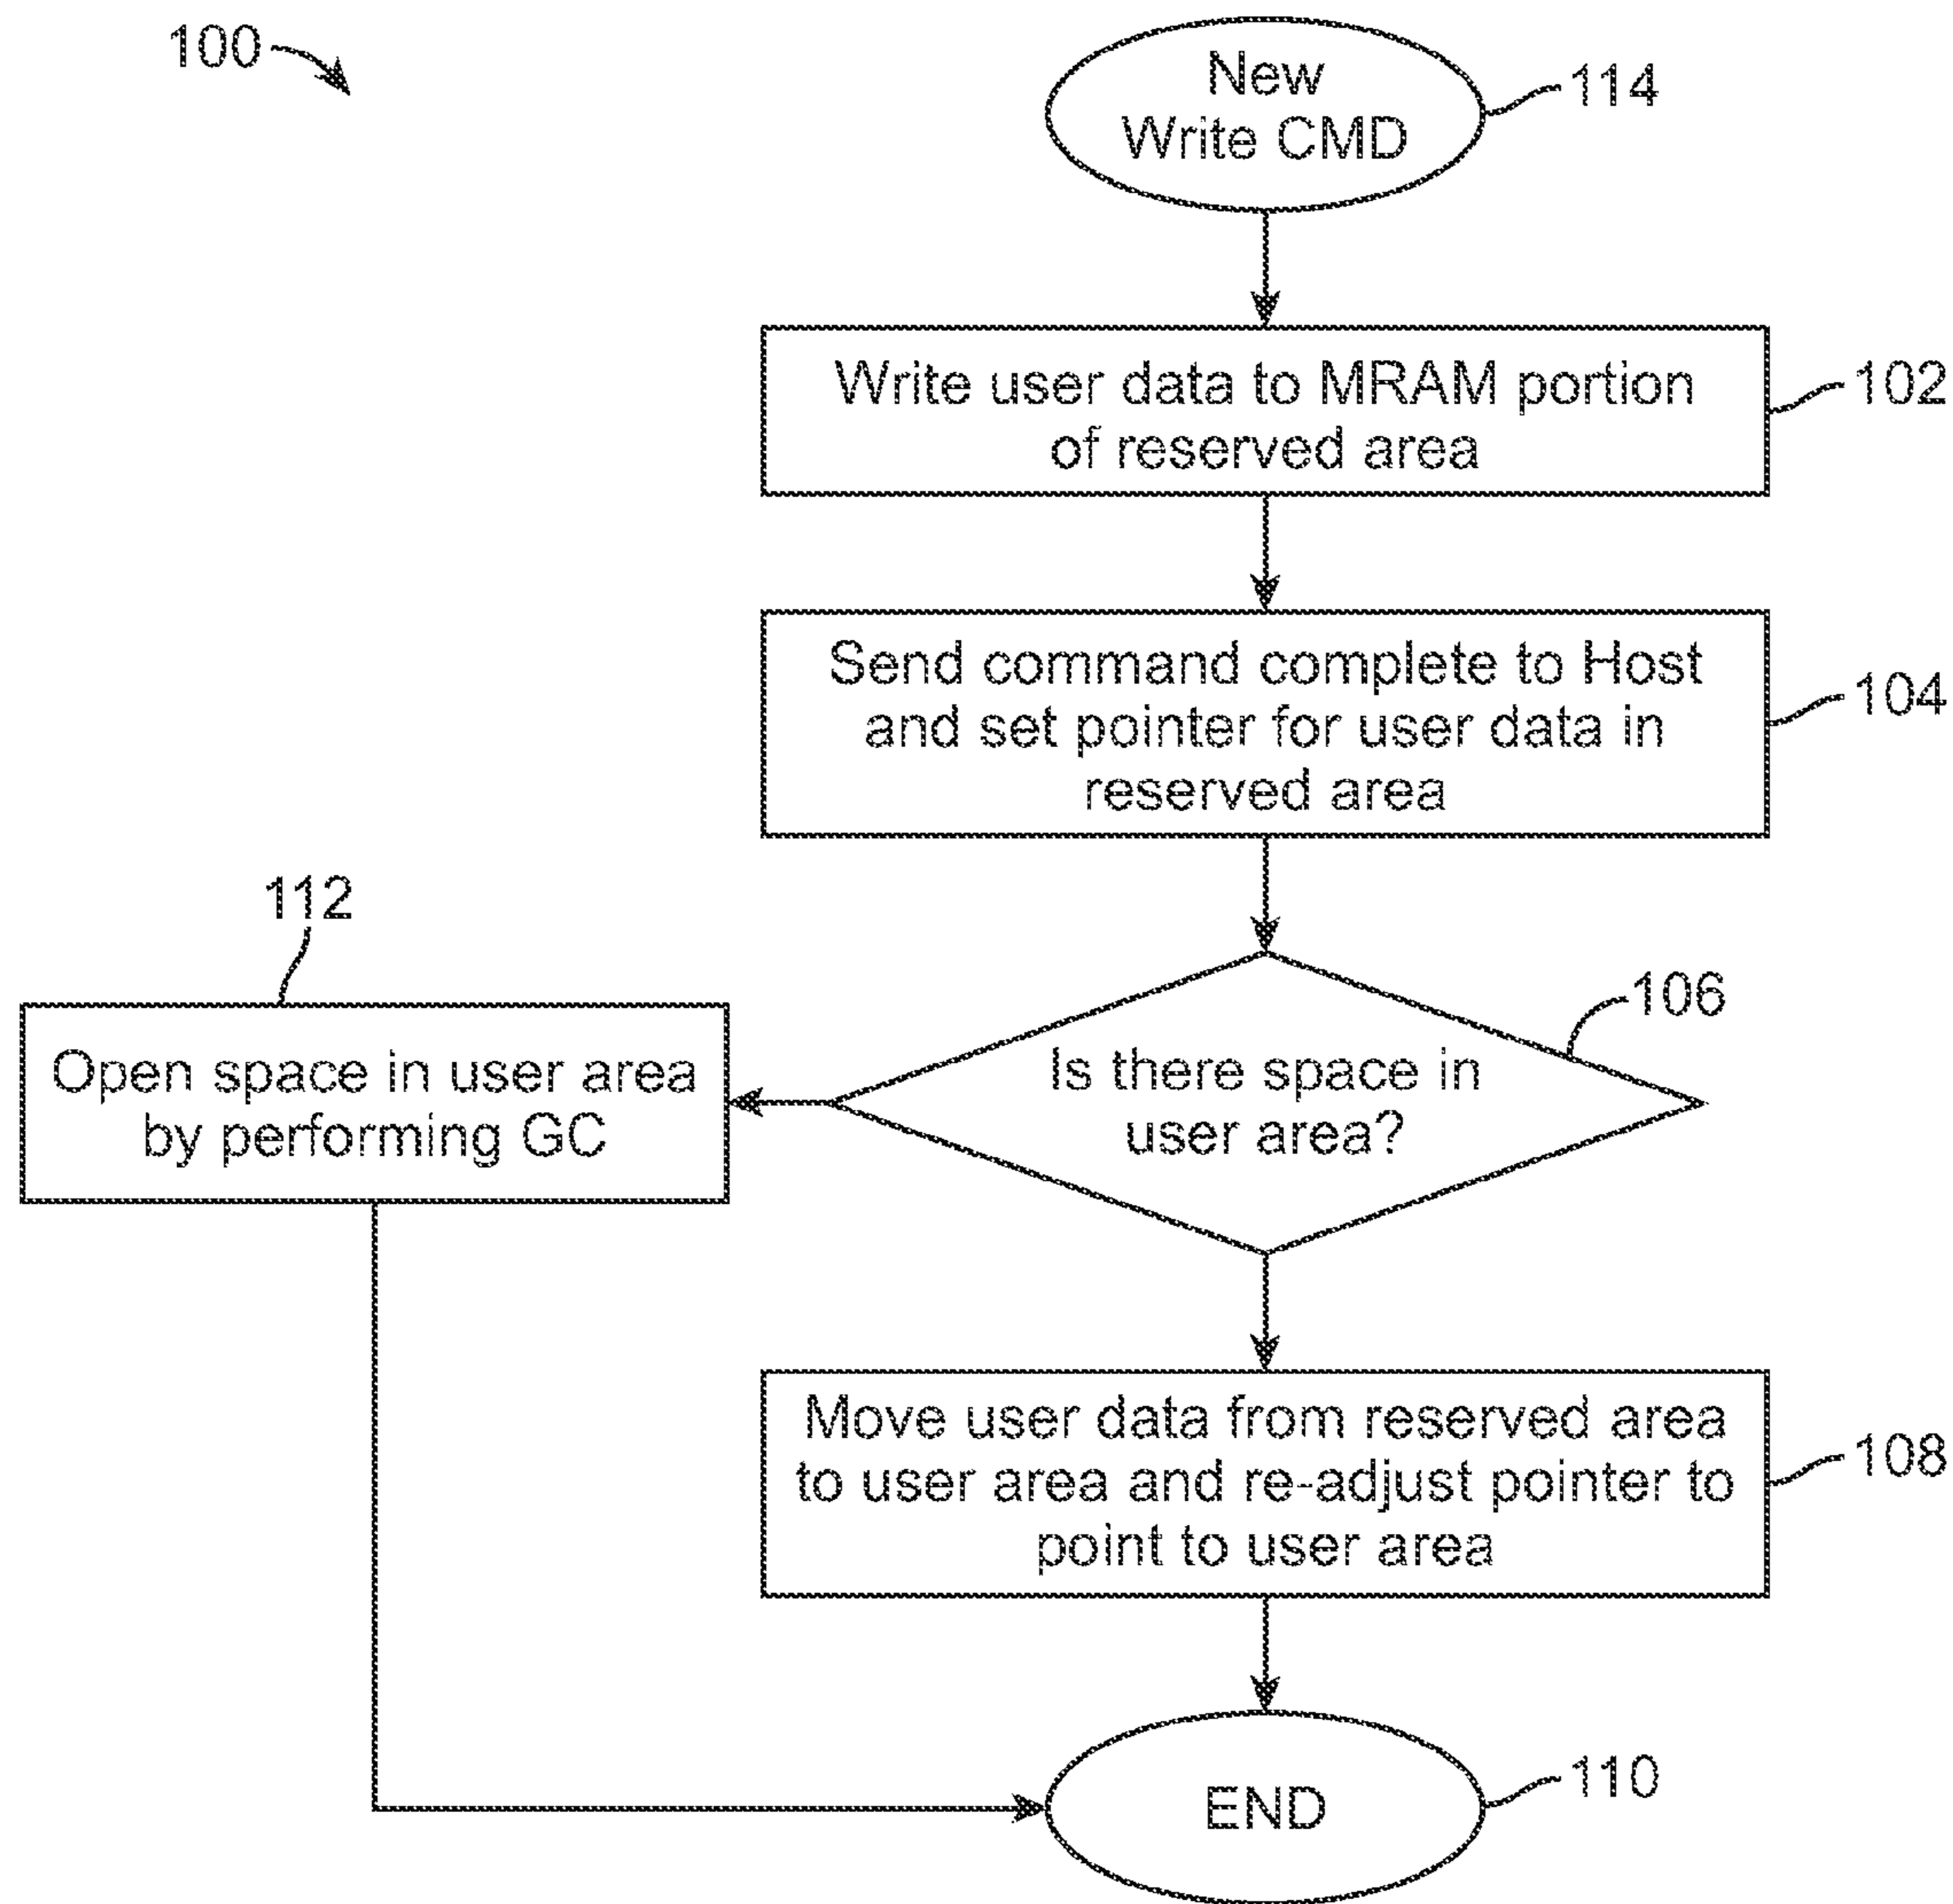 100
New
Write CMD
114
Write user data to MRAM portion
of reserved area
102
Send command complete to Host
and set pointer for user data in
reserved area
104
112
Open space in user area
by performing GC
106
Is there space in
user area?
Move user data from reserved area
to user area and re-adjust pointer to
point to user area
108
END
110